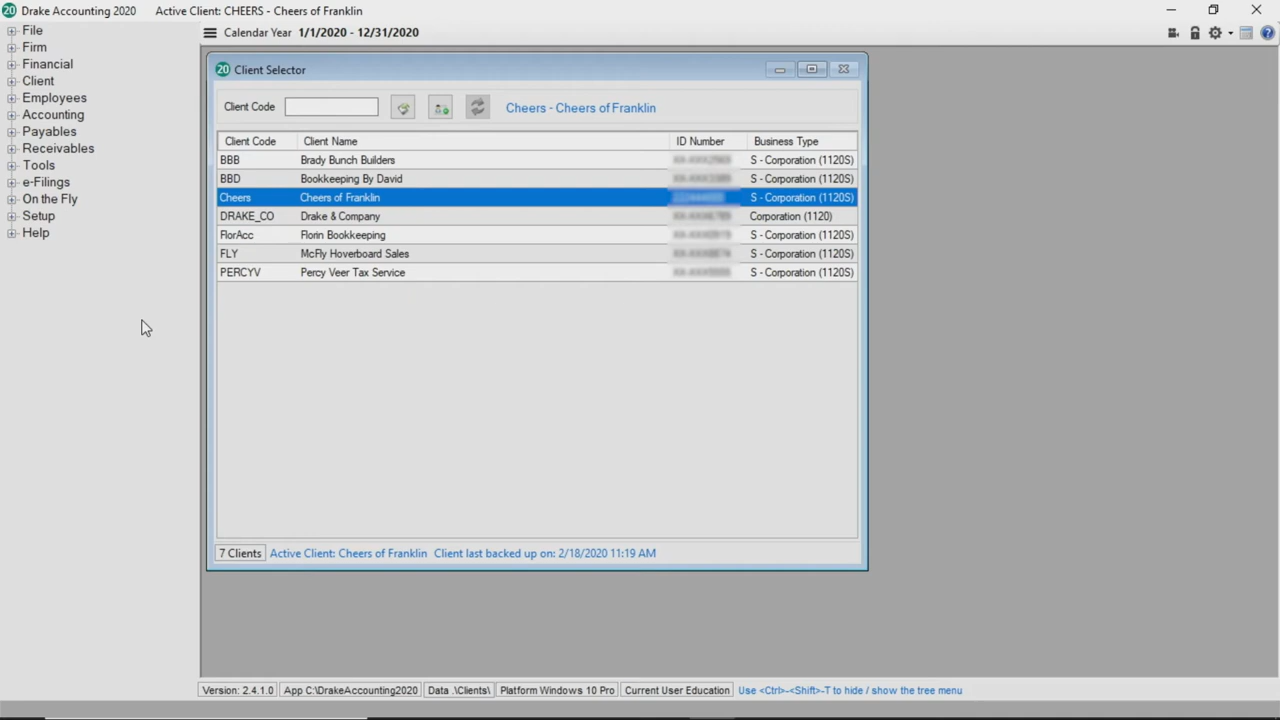 20 Drake Accounting 2020 Active Client: CHEERS - Cheers of Franklin
Calendar Year 1/1/2020 - 12/31/2020
File
Firm
Financial
Client
Employees
Accounting
Payables
Receivables
Tools
e-Filings
On the Fly
Setup
Help
20 Client Selector
Client Code Cheers - Cheers of Franklin
Client Code Client Name ID Number Business Type
BBB Brady Bunch Builders S - Corporation (1120S)
BBD Bookkeeping By David S - Corporation (1120S)
Cheers Cheers of Franklin S - Corporation (1120S)
DRAKE_CO Drake & Company Corporation (1120)
FlorAcc Florin Bookkeeping S - Corporation (1120S)
FLY McFly Hoverboard Sales S - Corporation (1120S)
PERCYV Percy Veer Tax Service S - Corporation (1120S)
7 Clients Active Client: Cheers of Franklin Client last backed up on: 2/18/2020 11:19 AM
Version: 2.4.1.0 App C:\DrakeAccounting2020 Data .\Clients\ Platform Windows 10 Pro Current User Education Use <Ctrl>-<Shift>-T to hide / show the tree menu